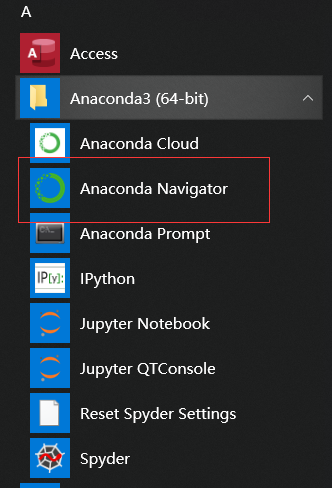 A
Access
Anaconda3 (64-bit)
Anaconda Cloud
Anaconda Navigator
Anaconda Prompt
IPython
Jupyter Notebook
Jupyter QTConsole
Reset Spyder Settings
Spyder